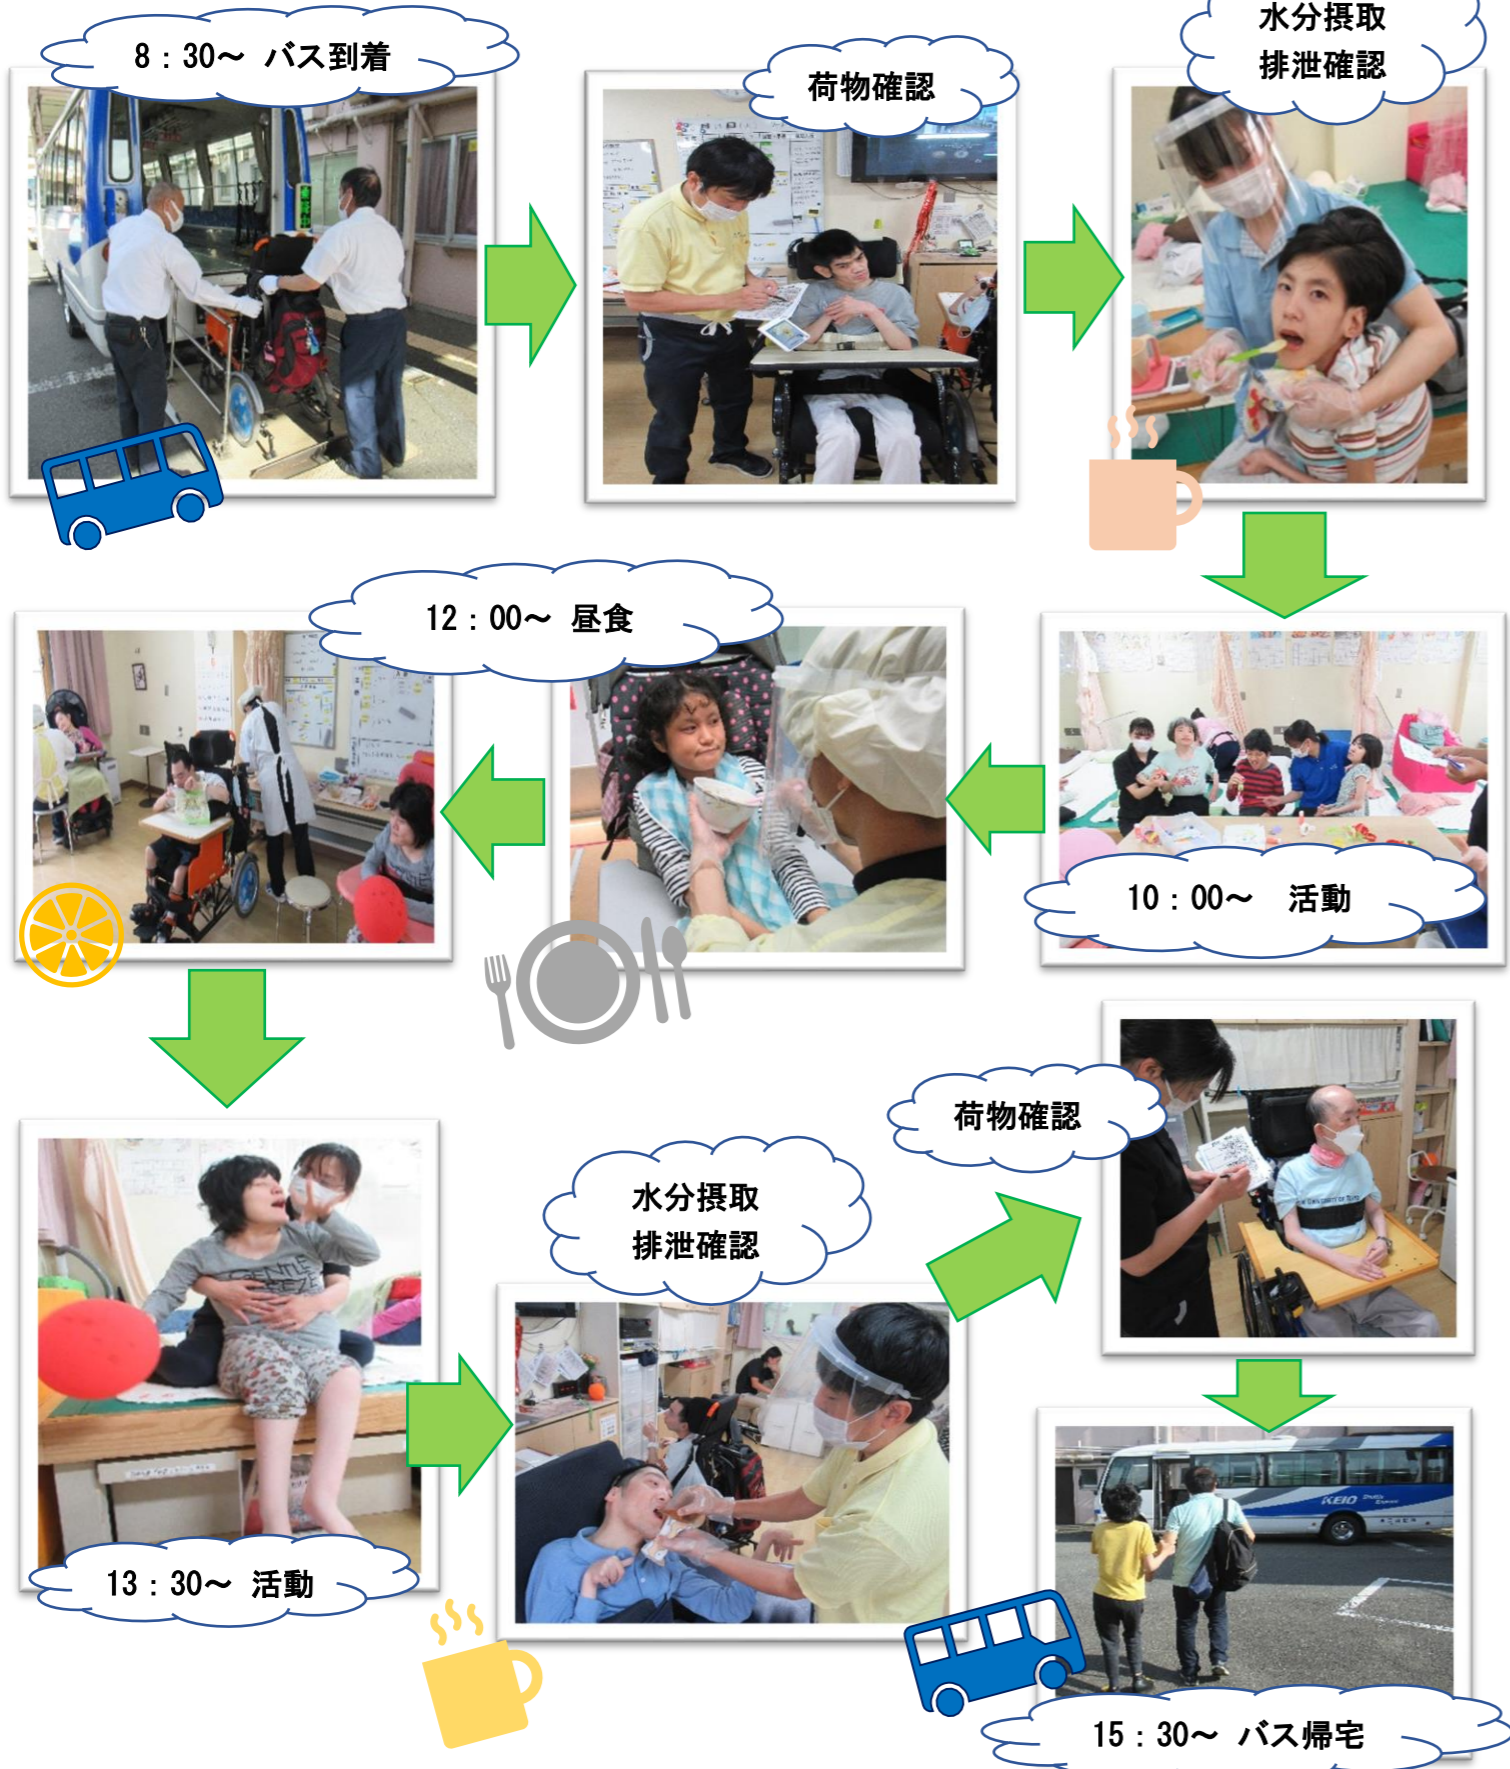 8：30～ バス到着
荷物確認
水分摂取
排泄確認
10：00～ 活動
12：00～ 昼食
13：30～ 活動
水分摂取
排泄確認
荷物確認
KEIO
15：30～ バス帰宅